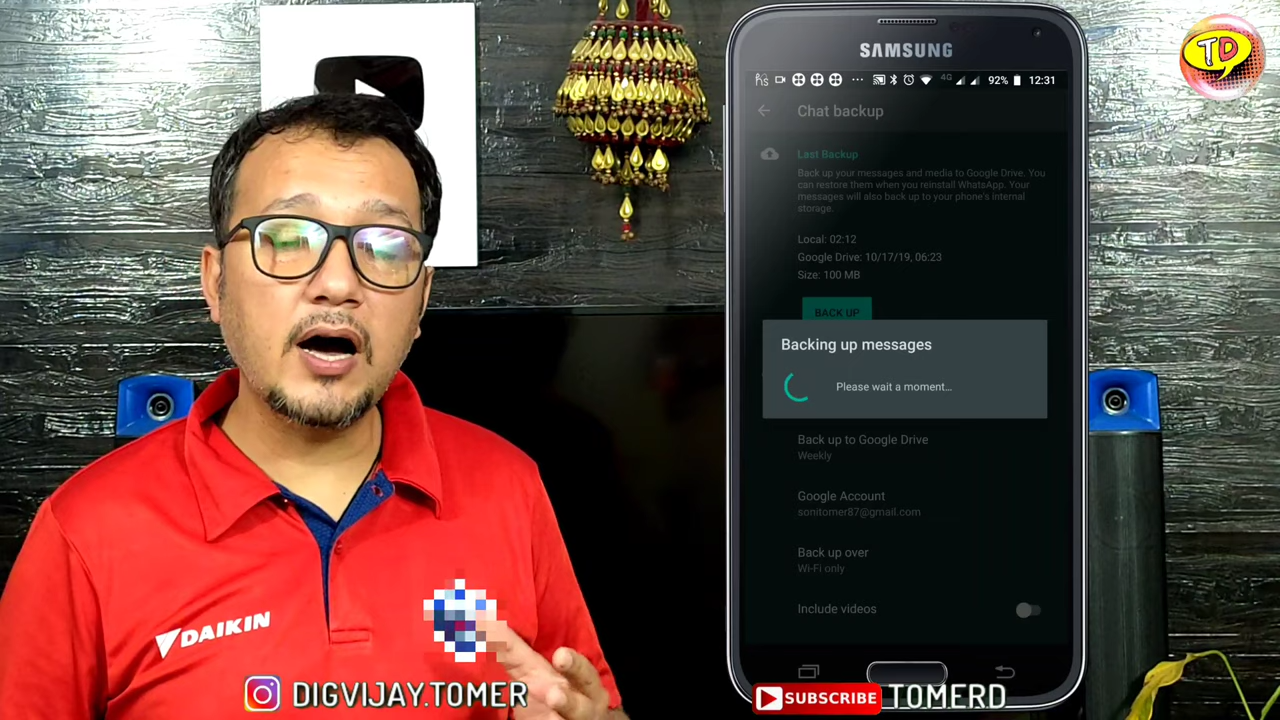 DAIKIN
DIGVIJAY.TOMER
TD
SAMSUNG
92% 12:31
4G
Chat backup
Last Backup
Back up your messages and media to Google Drive. You
can restore them when you reinstall WhatsApp. Your
messages will also back up to your phone's internal
storage.
Local: 02:12
Google Drive: 10/17/19, 06:23
Size: 100 MB
BACK UP
Backing up messages
Please wait a moment...
Back up to Google Drive
Weekly
Google Account
sonitomer87@gmail.com
Back up over
Wi-Fi only
Include videos
SUBSCRIBE TOMERD